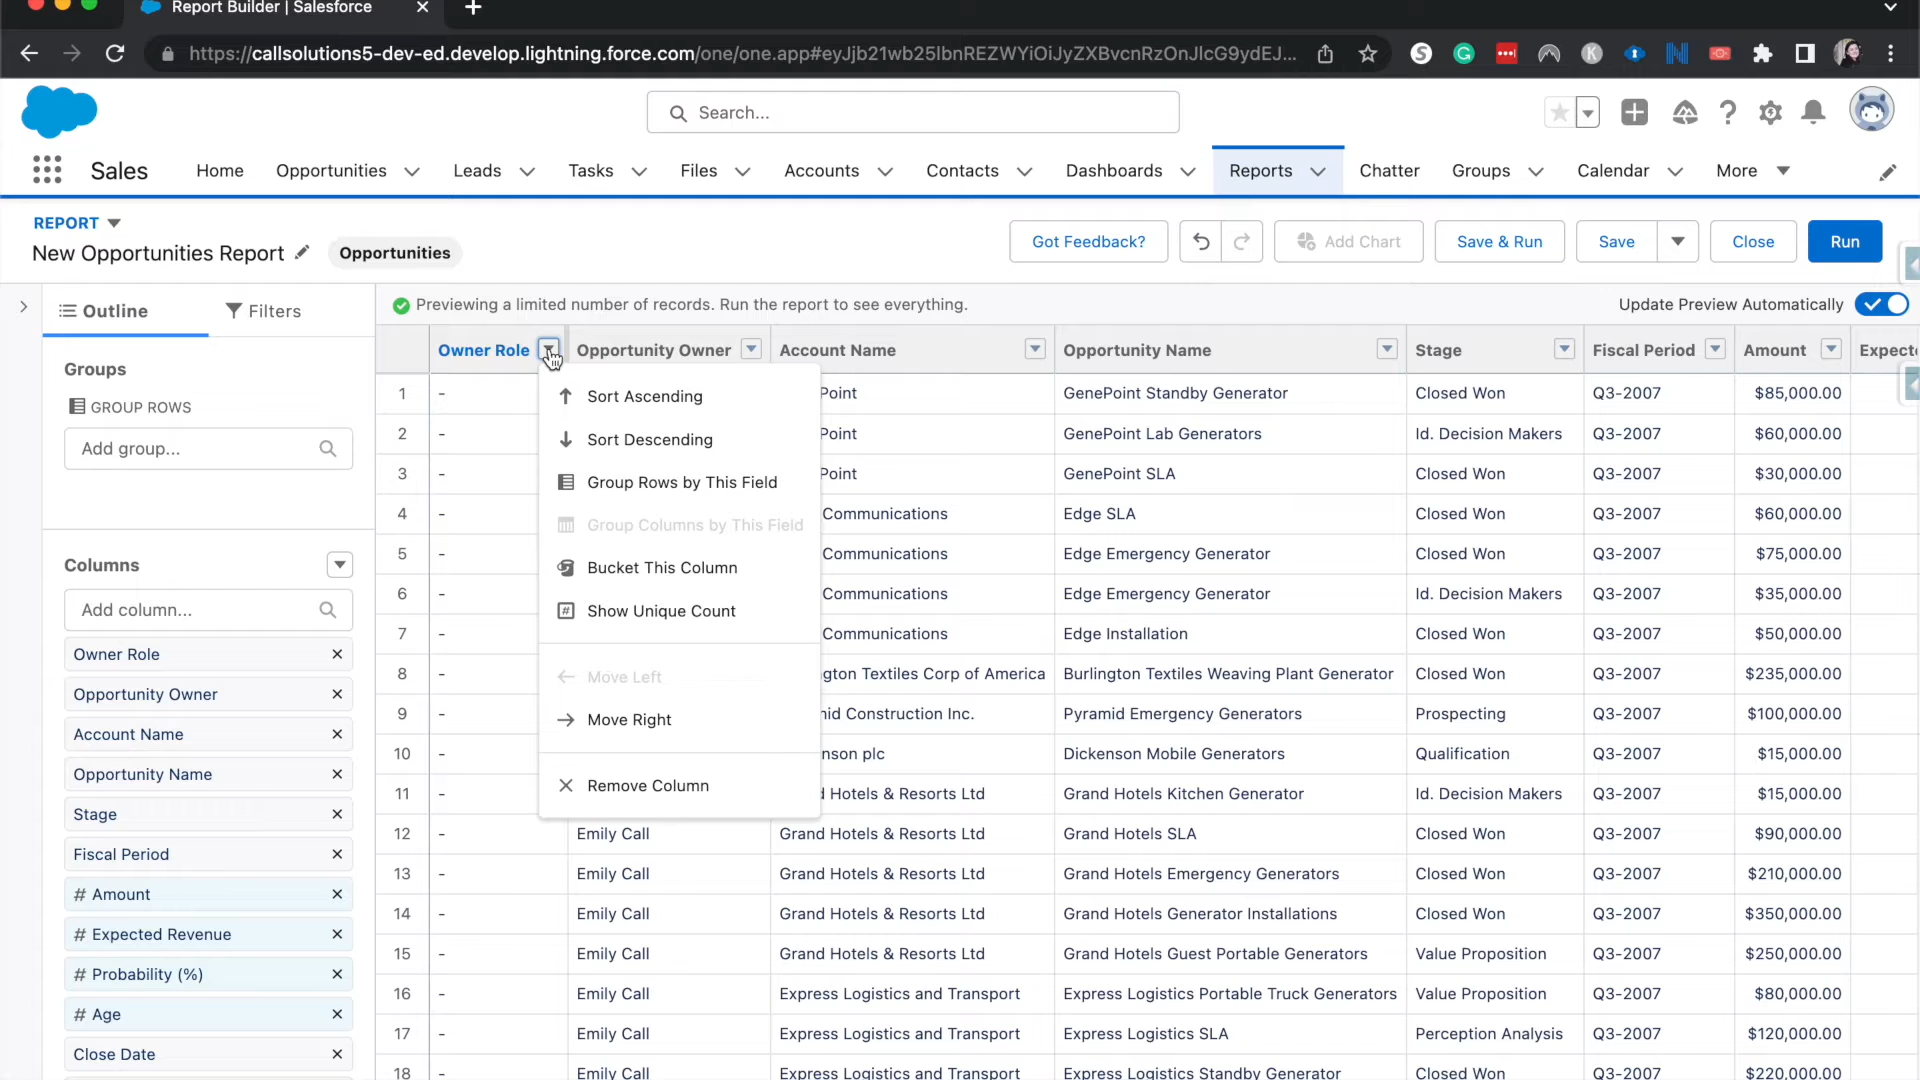 Report Builder | Salesforce
https://callsolutions5-dev-ed.develop.lightning.force.com/one/one.app#eyJjb21wb25lbnREZWYiOiJyZXBvcnRzOnJlcG9ydEJ...
Search...
Sales Home Opportunities Leads Tasks Files Accounts Contacts Dashboards Reports Chatter Groups Calendar More
REPORT
New Opportunities Report Opportunities
Got Feedback? Add Chart Save & Run Save Close Run
Outline Filters
Previewing a limited number of records. Run the report to see everything. Update Preview Automatically
Groups
GROUP ROWS
Add group...
Columns
Add column...
Owner Role
Opportunity Owner
Account Name
Opportunity Name
Stage
Fiscal Period
# Amount
# Expected Revenue
# Probability (%)
# Age
Close Date
Owner Role Opportunity Owner Account Name Opportunity Name Stage Fiscal Period Amount Expect
Sort Ascending
Sort Descending
Group Rows by This Field
Group Columns by This Field
Bucket This Column
Show Unique Count
Move Left
Move Right
Remove Column
1 - Point GenePoint Standby Generator Closed Won Q3-2007 $85,000.00
2 - Point GenePoint Lab Generators Id. Decision Makers Q3-2007 $60,000.00
3 - Point GenePoint SLA Closed Won Q3-2007 $30,000.00
4 - Communications Edge SLA Closed Won Q3-2007 $60,000.00
5 - Communications Edge Emergency Generator Closed Won Q3-2007 $75,000.00
6 - Communications Edge Emergency Generator Id. Decision Makers Q3-2007 $35,000.00
7 - Communications Edge Installation Closed Won Q3-2007 $50,000.00
8 - gton Textiles Corp of America Burlington Textiles Weaving Plant Generator Closed Won Q3-2007 $235,000.00
9 - id Construction Inc. Pyramid Emergency Generators Prospecting Q3-2007 $100,000.00
10 - nson plc Dickenson Mobile Generators Qualification Q3-2007 $15,000.00
11 - d Hotels & Resorts Ltd Grand Hotels Kitchen Generator Id. Decision Makers Q3-2007 $15,000.00
12 - Emily Call Grand Hotels & Resorts Ltd Grand Hotels SLA Closed Won Q3-2007 $90,000.00
13 - Emily Call Grand Hotels & Resorts Ltd Grand Hotels Emergency Generators Closed Won Q3-2007 $210,000.00
14 - Emily Call Grand Hotels & Resorts Ltd Grand Hotels Generator Installations Closed Won Q3-2007 $350,000.00
15 - Emily Call Grand Hotels & Resorts Ltd Grand Hotels Guest Portable Generators Value Proposition Q3-2007 $250,000.00
16 - Emily Call Express Logistics and Transport Express Logistics Portable Truck Generators Value Proposition Q3-2007 $80,000.00
17 - Emily Call Express Logistics and Transport Express Logistics SLA Perception Analysis Q3-2007 $120,000.00
18 - Emily Call Express Logistics and Transport Express Logistics Standby Generator Closed Won Q3-2007 $220,000.00